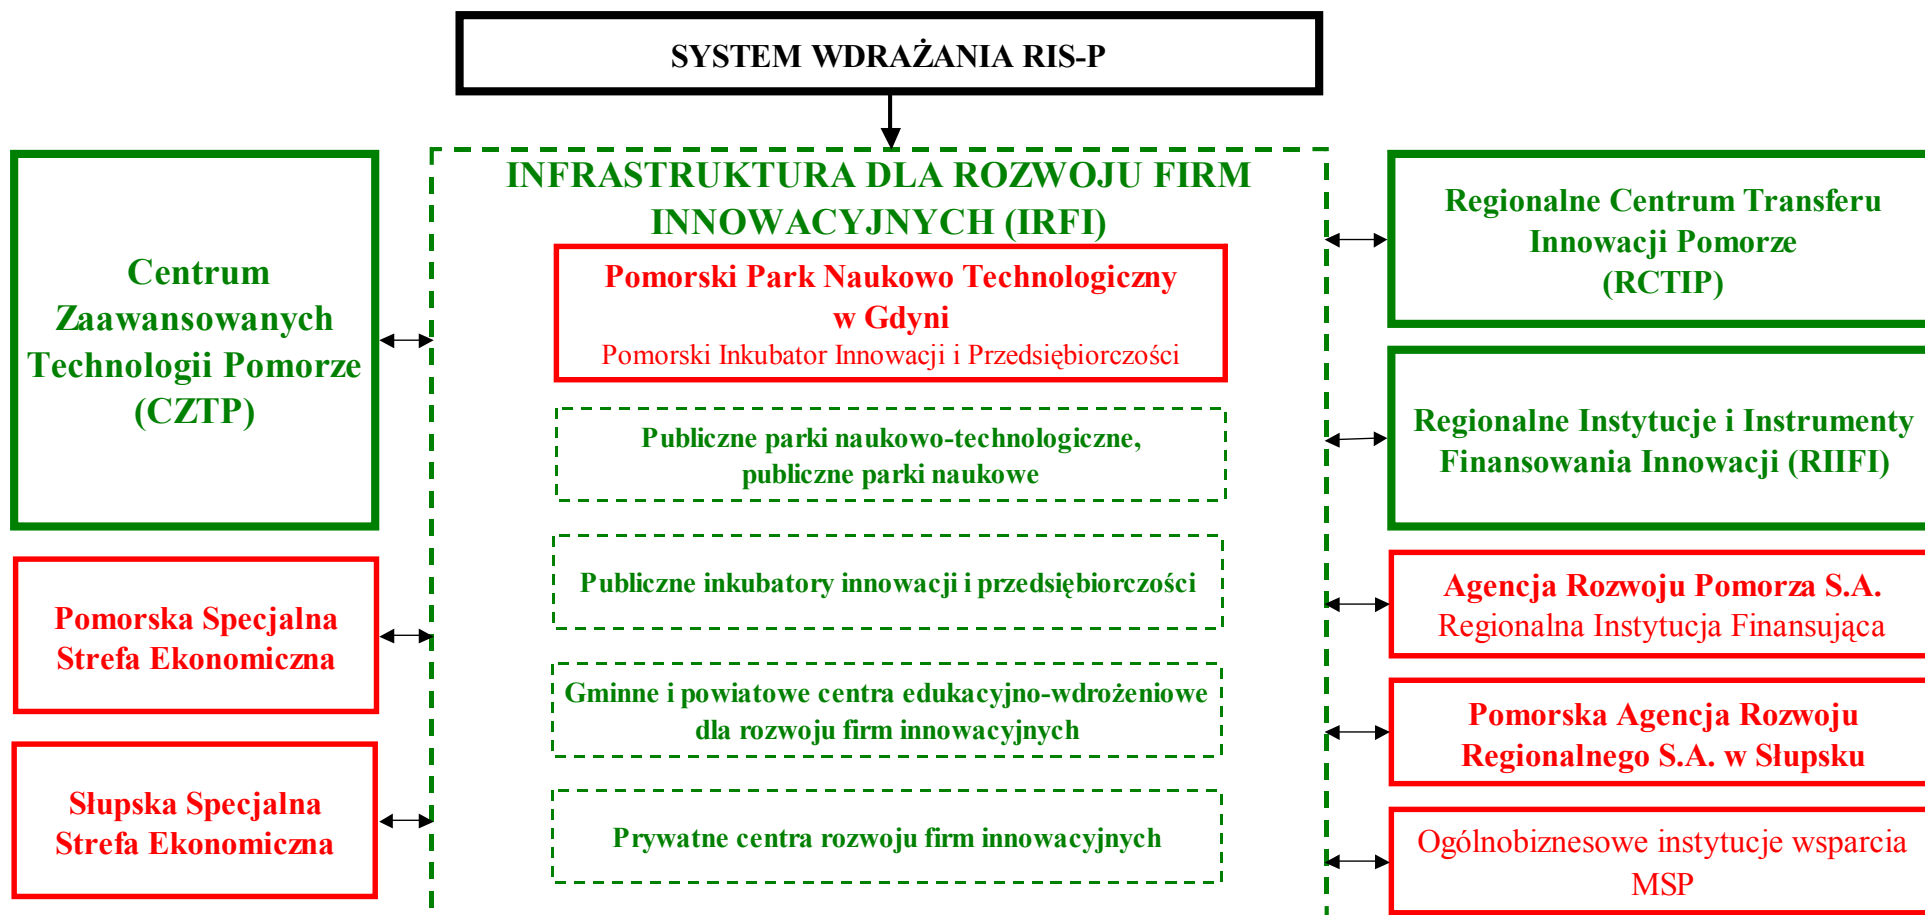 SYSTEM WDRAŻANIA RIS-P
Centrum
Zaawansowanych
Technologii Pomorze
(CZTP)
Pomorska Specjalna
Strefa Ekonomiczna
Słupska Specjalna
Strefa Ekonomiczna
INFRASTRUKTURA DLA ROZWOJU FIRM
INNOWACYJNYCH (IRFI)
Pomorski Park Naukowo Technologiczny
w Gdyni
Pomorski Inkubator Innowacji i Przedsiębiorczości
Publiczne parki naukowo-technologiczne,
publiczne parki naukowe
Publiczne inkubatory innowacji i przedsiębiorczości
Gminne i powiatowe centra edukacyjno-wdrożeniowe
dla rozwoju firm innowacyjnych
Prywatne centra rozwoju firm innowacyjnych
Regionalne Centrum Transferu
Innowacji Pomorze
(RCTIP)
Regionalne Instytucje i Instrumenty
Finansowania Innowacji (RIIFI)
Agencja Rozwoju Pomorza S.A.
Regionalna Instytucja Finansująca
Pomorska Agencja Rozwoju
Regionalnego S.A. w Słupsku
Ogólnobiznesowe instytucje wsparcia
MSP